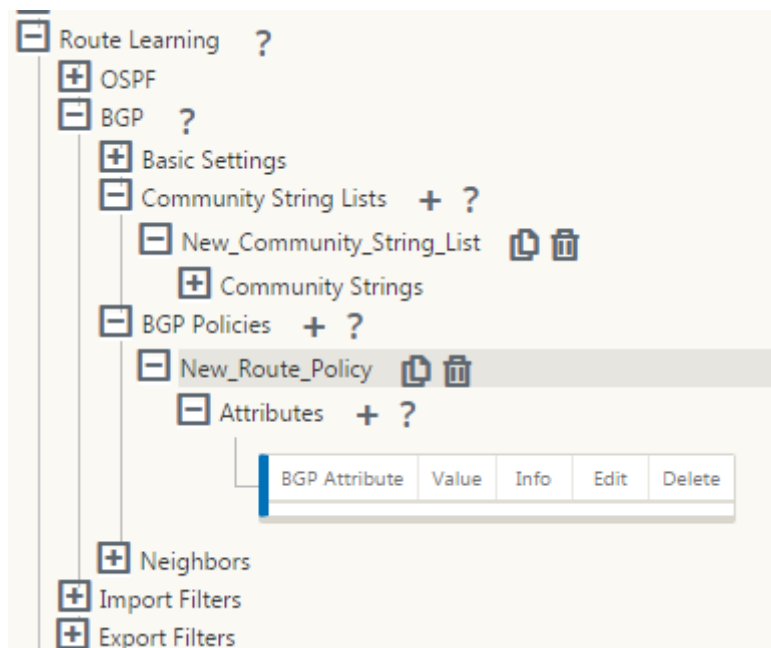 Route Learning ?
OSPF
BGP ?
Basic Settings
Community String Lists + ?
New_Community_String_List
Community Strings
BGP Policies + ?
New_Route_Policy
Attributes + ?
BGP Attribute Value Info Edit Delete
Neighbors
Import Filters
Export Filters